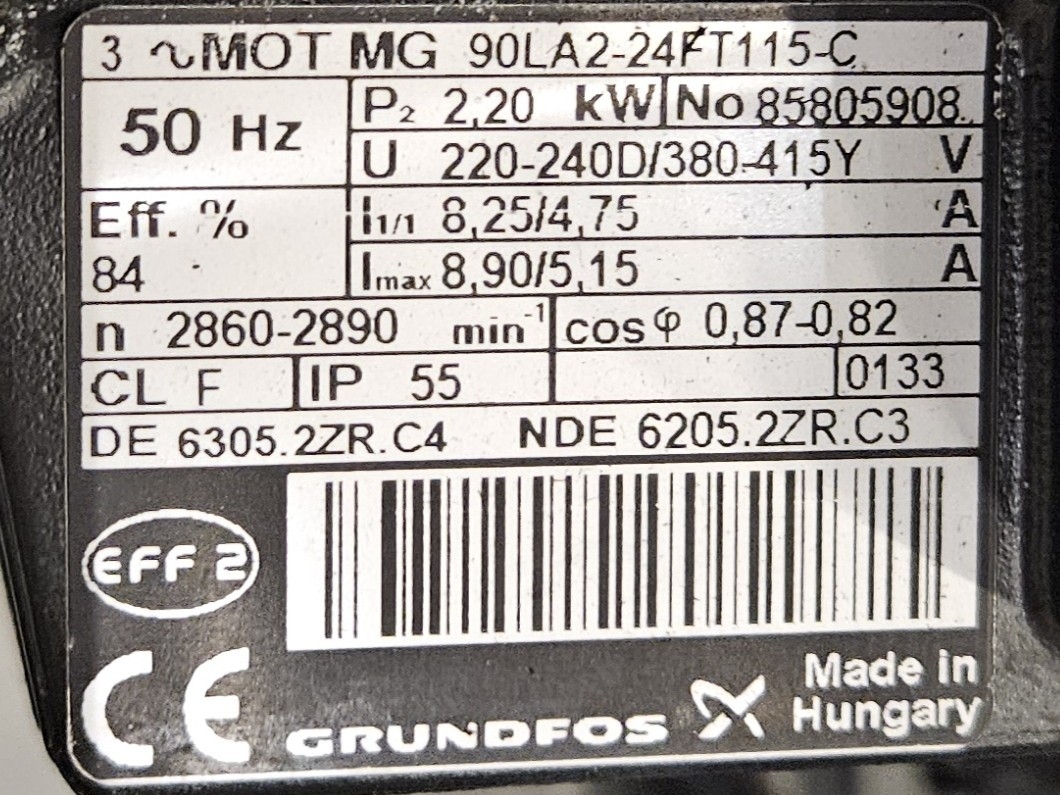 3 ~MOT MG 90LA2-24FT115-C
50 Hz
P2 2,20 kW
No 85805908.
U 220-240D/380-415Y V
Eff. %
84
I1/1 8,25/4,75 A
Imax 8,90/5,15 A
n 2860-2890 min-1
cos φ 0,87-0,82
CL F
IP 55
0133
DE 6305.2ZR.C4 NDE 6205.2ZR.C3
EFF 2
CE
GRUNDFOS
Made in
Hungary